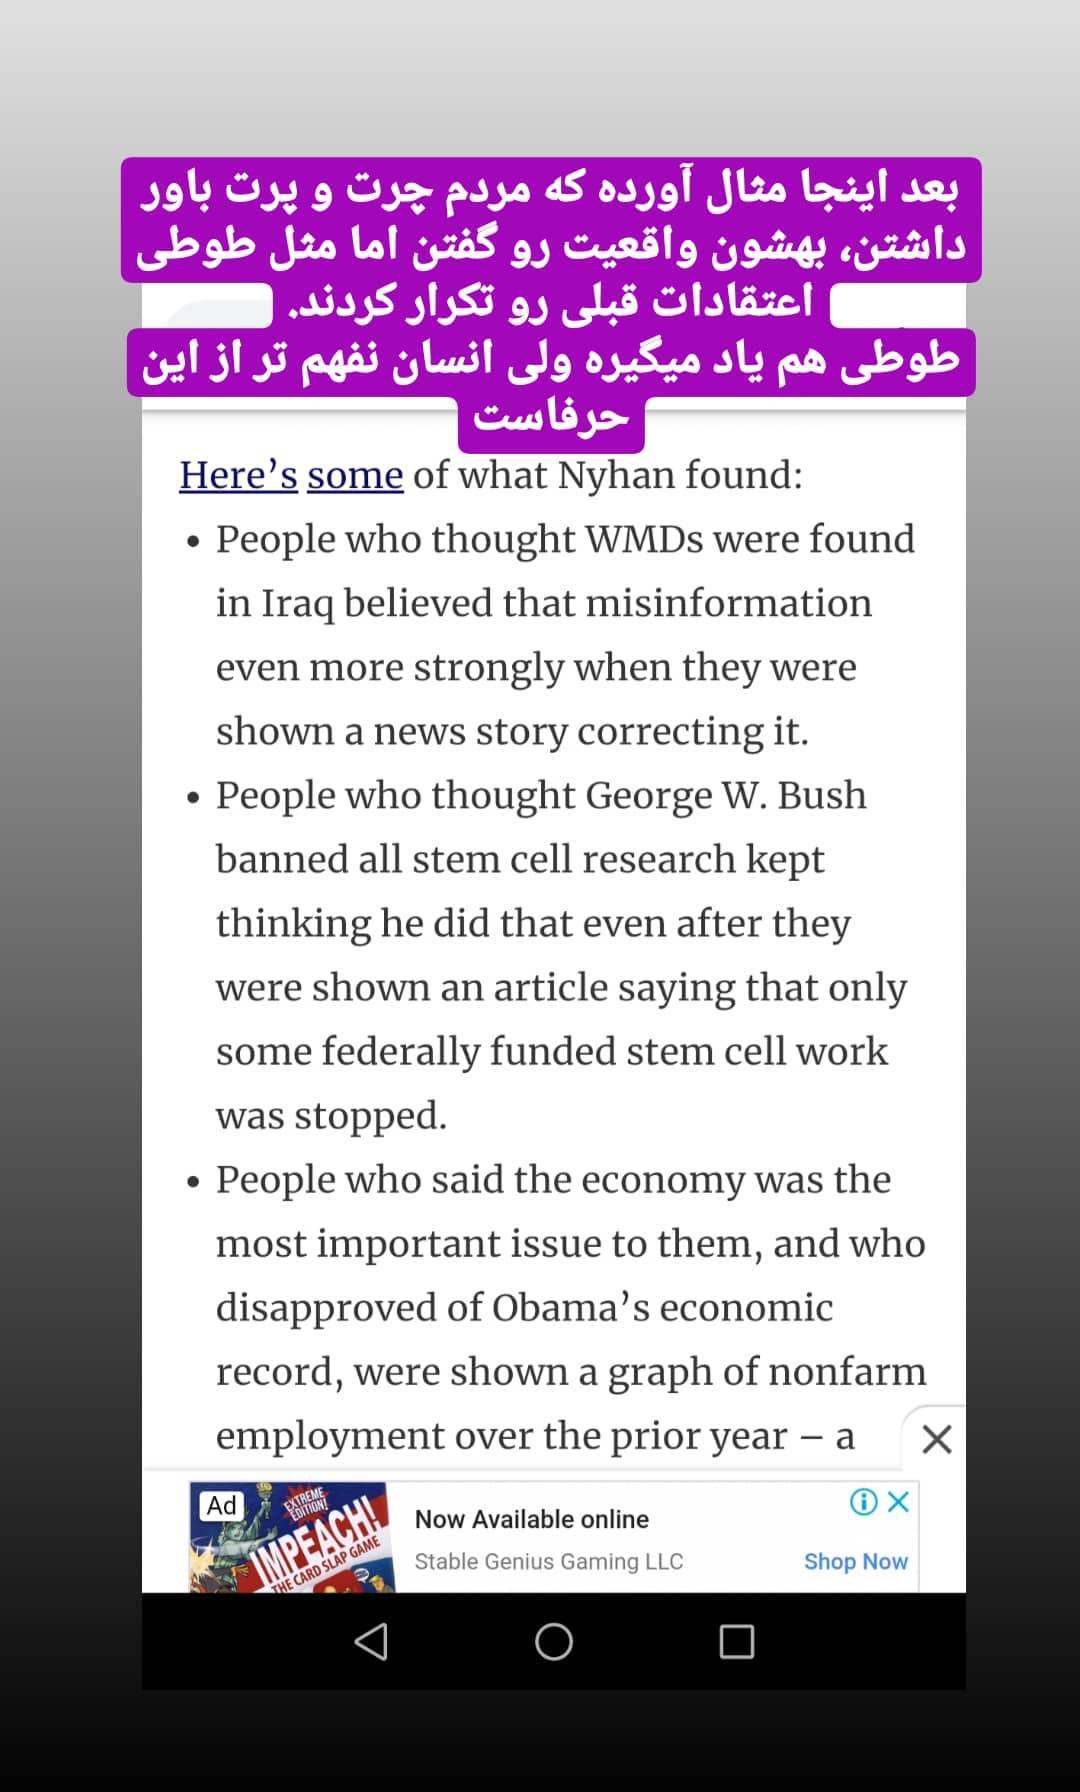 بعد اینجا مثال آورده که مردم چرت و پرت باور
داشتن، بهشون واقعیت رو گفتن اما مثل طوطی
اعتقادات قبلی رو تکرار کردند.
طوطی هم یاد میگیره ولی انسان نفهم تر از این
حرفاست
Here’s some of what Nyhan found:
• People who thought WMDs were found
in Iraq believed that misinformation
even more strongly when they were
shown a news story correcting it.
• People who thought George W. Bush
banned all stem cell research kept
thinking he did that even after they
were shown an article saying that only
some federally funded stem cell work
was stopped.
• People who said the economy was the
most important issue to them, and who
disapproved of Obama’s economic
record, were shown a graph of nonfarm
employment over the prior year – a
Ad
EXTREME
EDITION!
IMPEACH!
THE CARD SLAP GAME
Now Available online
Stable Genius Gaming LLC
Shop Now